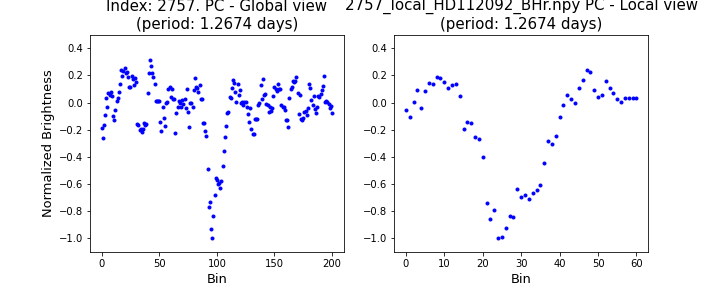 Index: 2757. PC - Global view
(period: 1.2674 days)
2757_local_HD112092_BHr.npy PC - Local view
(period: 1.2674 days)
Normalized Brightness
0.4
0.2
0.0
−0.2
−0.4
−0.6
−0.8
−1.0
0 50 100 150 200
Bin
0.4
0.2
0.0
−0.2
−0.4
−0.6
−0.8
−1.0
0 10 20 30 40 50 60
Bin